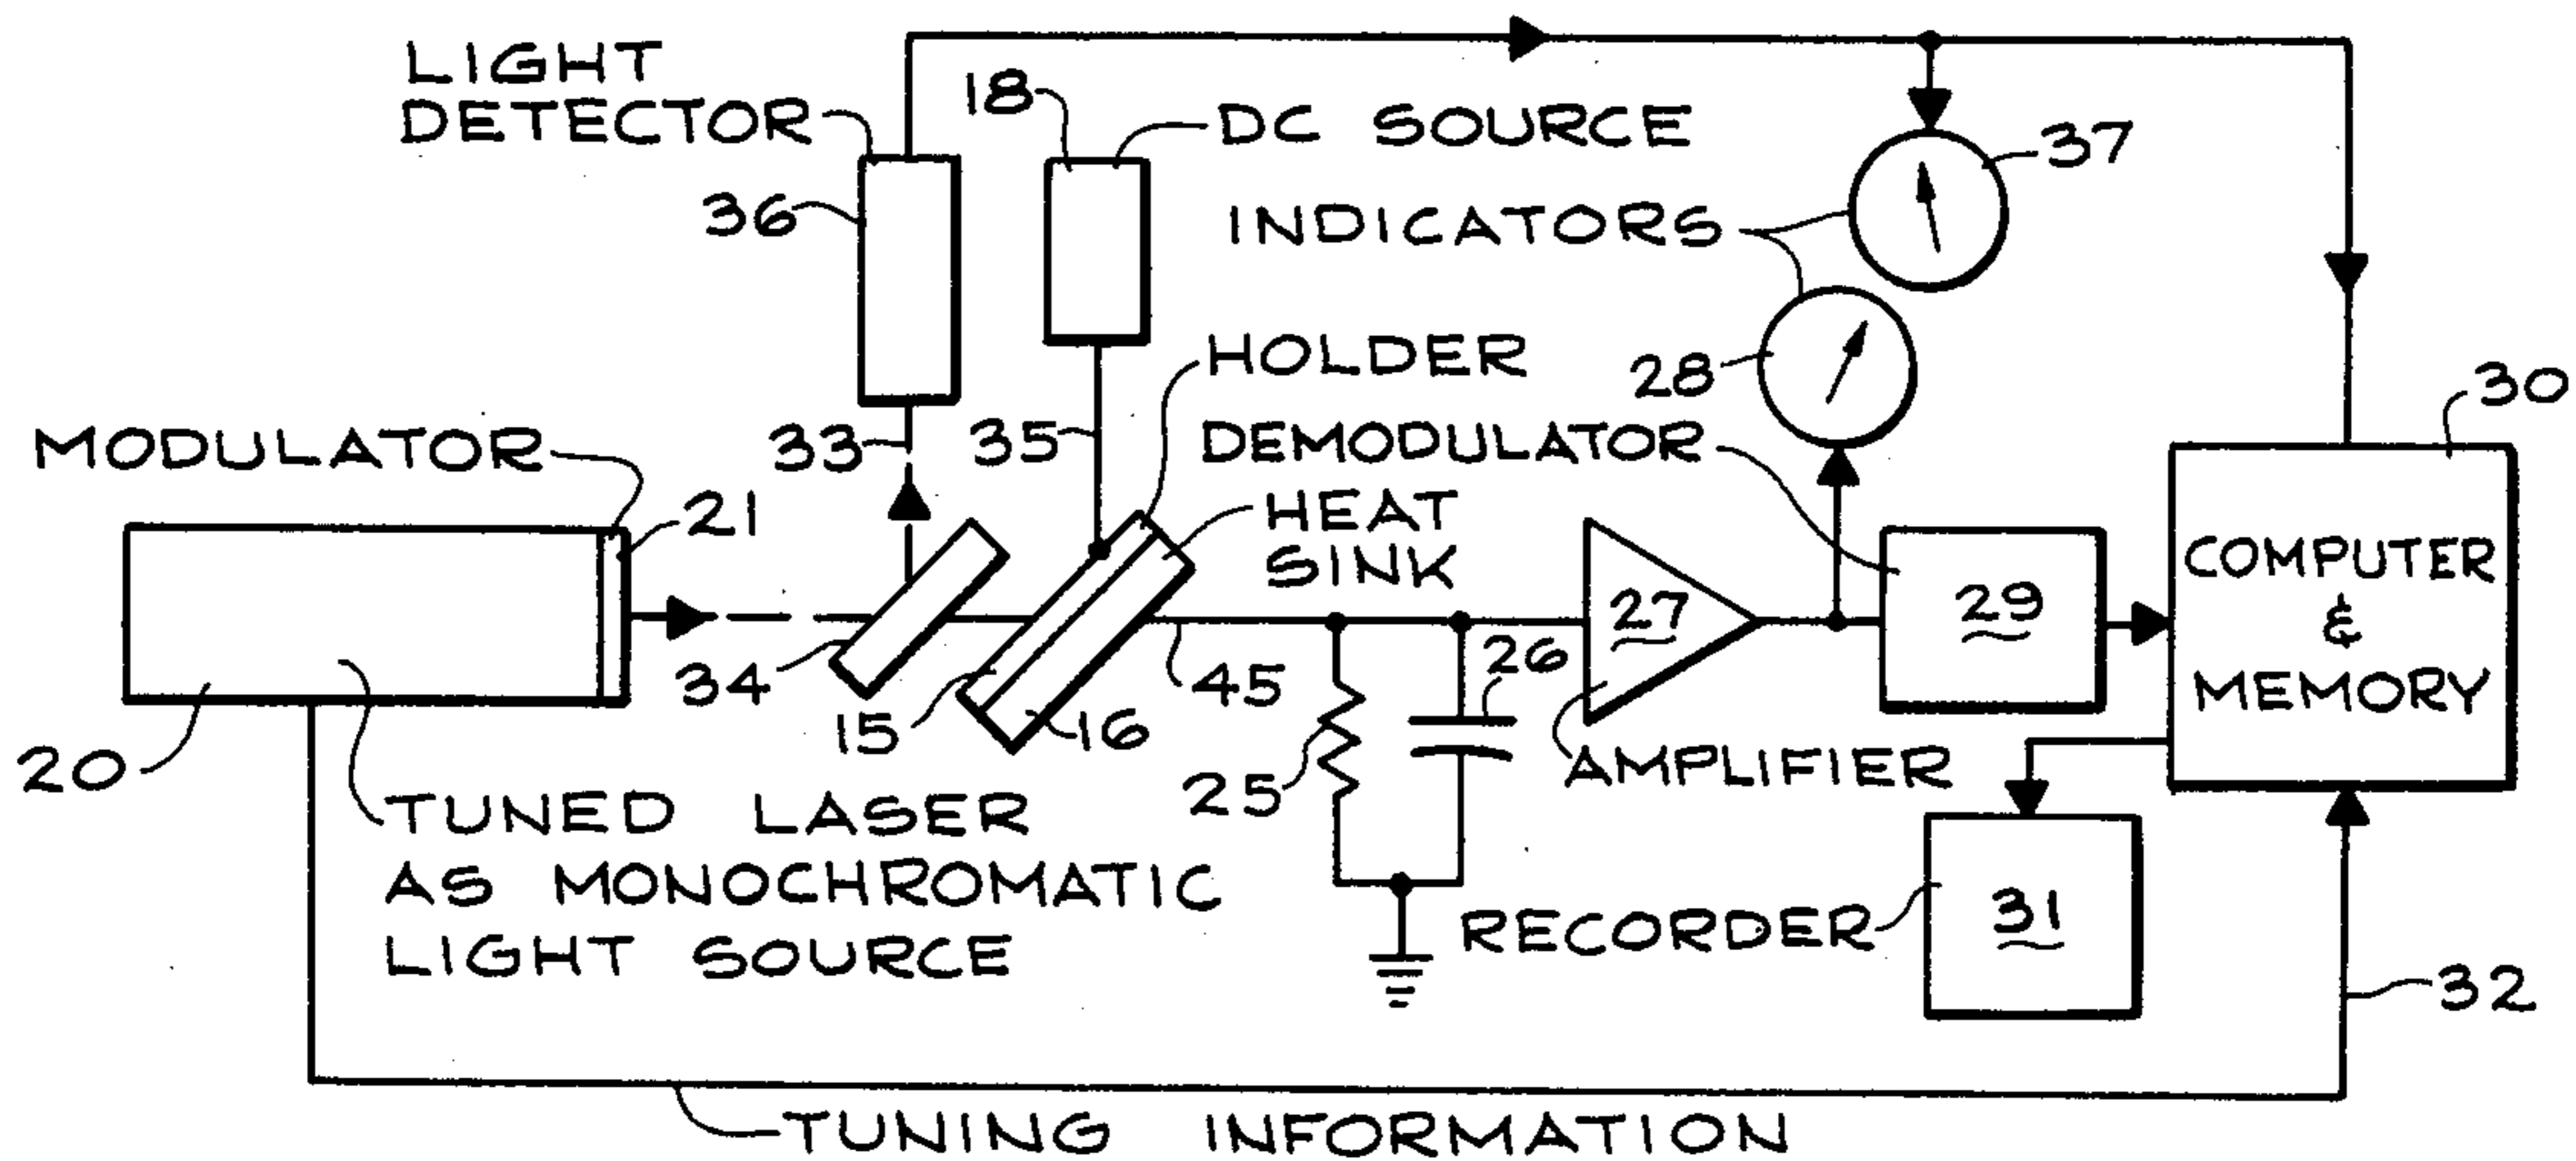 LIGHT
DETECTOR
18
DC SOURCE
37
36
INDICATORS
HOLDER
28
30
MODULATOR
33
35
DEMODULATOR
21
HEAT
SINK
COMPUTER
&
MEMORY
27
29
34
15
16
45
26
20
25
AMPLIFIER
TUNED LASER
AS MONOCHROMATIC
LIGHT SOURCE
RECORDER
31
32
TUNING INFORMATION